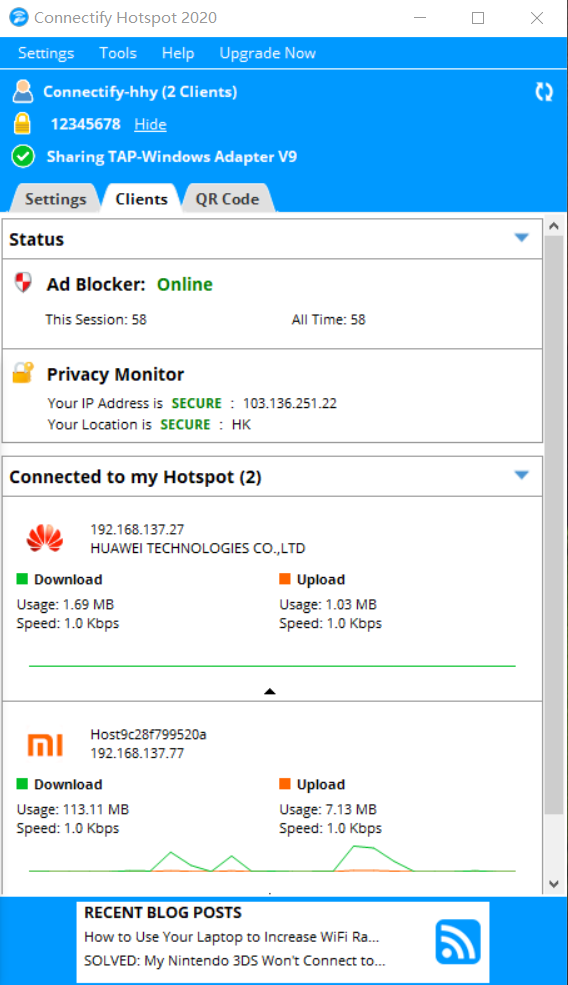 Connectify Hotspot 2020
Settings Tools Help Upgrade Now
Connectify-hhy (2 Clients)
12345678 Hide
Sharing TAP-Windows Adapter V9
Settings Clients QR Code
Status
Ad Blocker: Online
This Session: 58 All Time: 58
Privacy Monitor
Your IP Address is SECURE : 103.136.251.22
Your Location is SECURE : HK
Connected to my Hotspot (2)
192.168.137.27
HUAWEI TECHNOLOGIES CO.,LTD
Download Upload
Usage: 1.69 MB Usage: 1.03 MB
Speed: 1.0 Kbps Speed: 1.0 Kbps
Host9c28f799520a
mi 192.168.137.77
Download Upload
Usage: 113.11 MB Usage: 7.13 MB
Speed: 1.0 Kbps Speed: 1.0 Kbps
RECENT BLOG POSTS
How to Use Your Laptop to Increase WiFi Ra...
SOLVED: My Nintendo 3DS Won't Connect to...